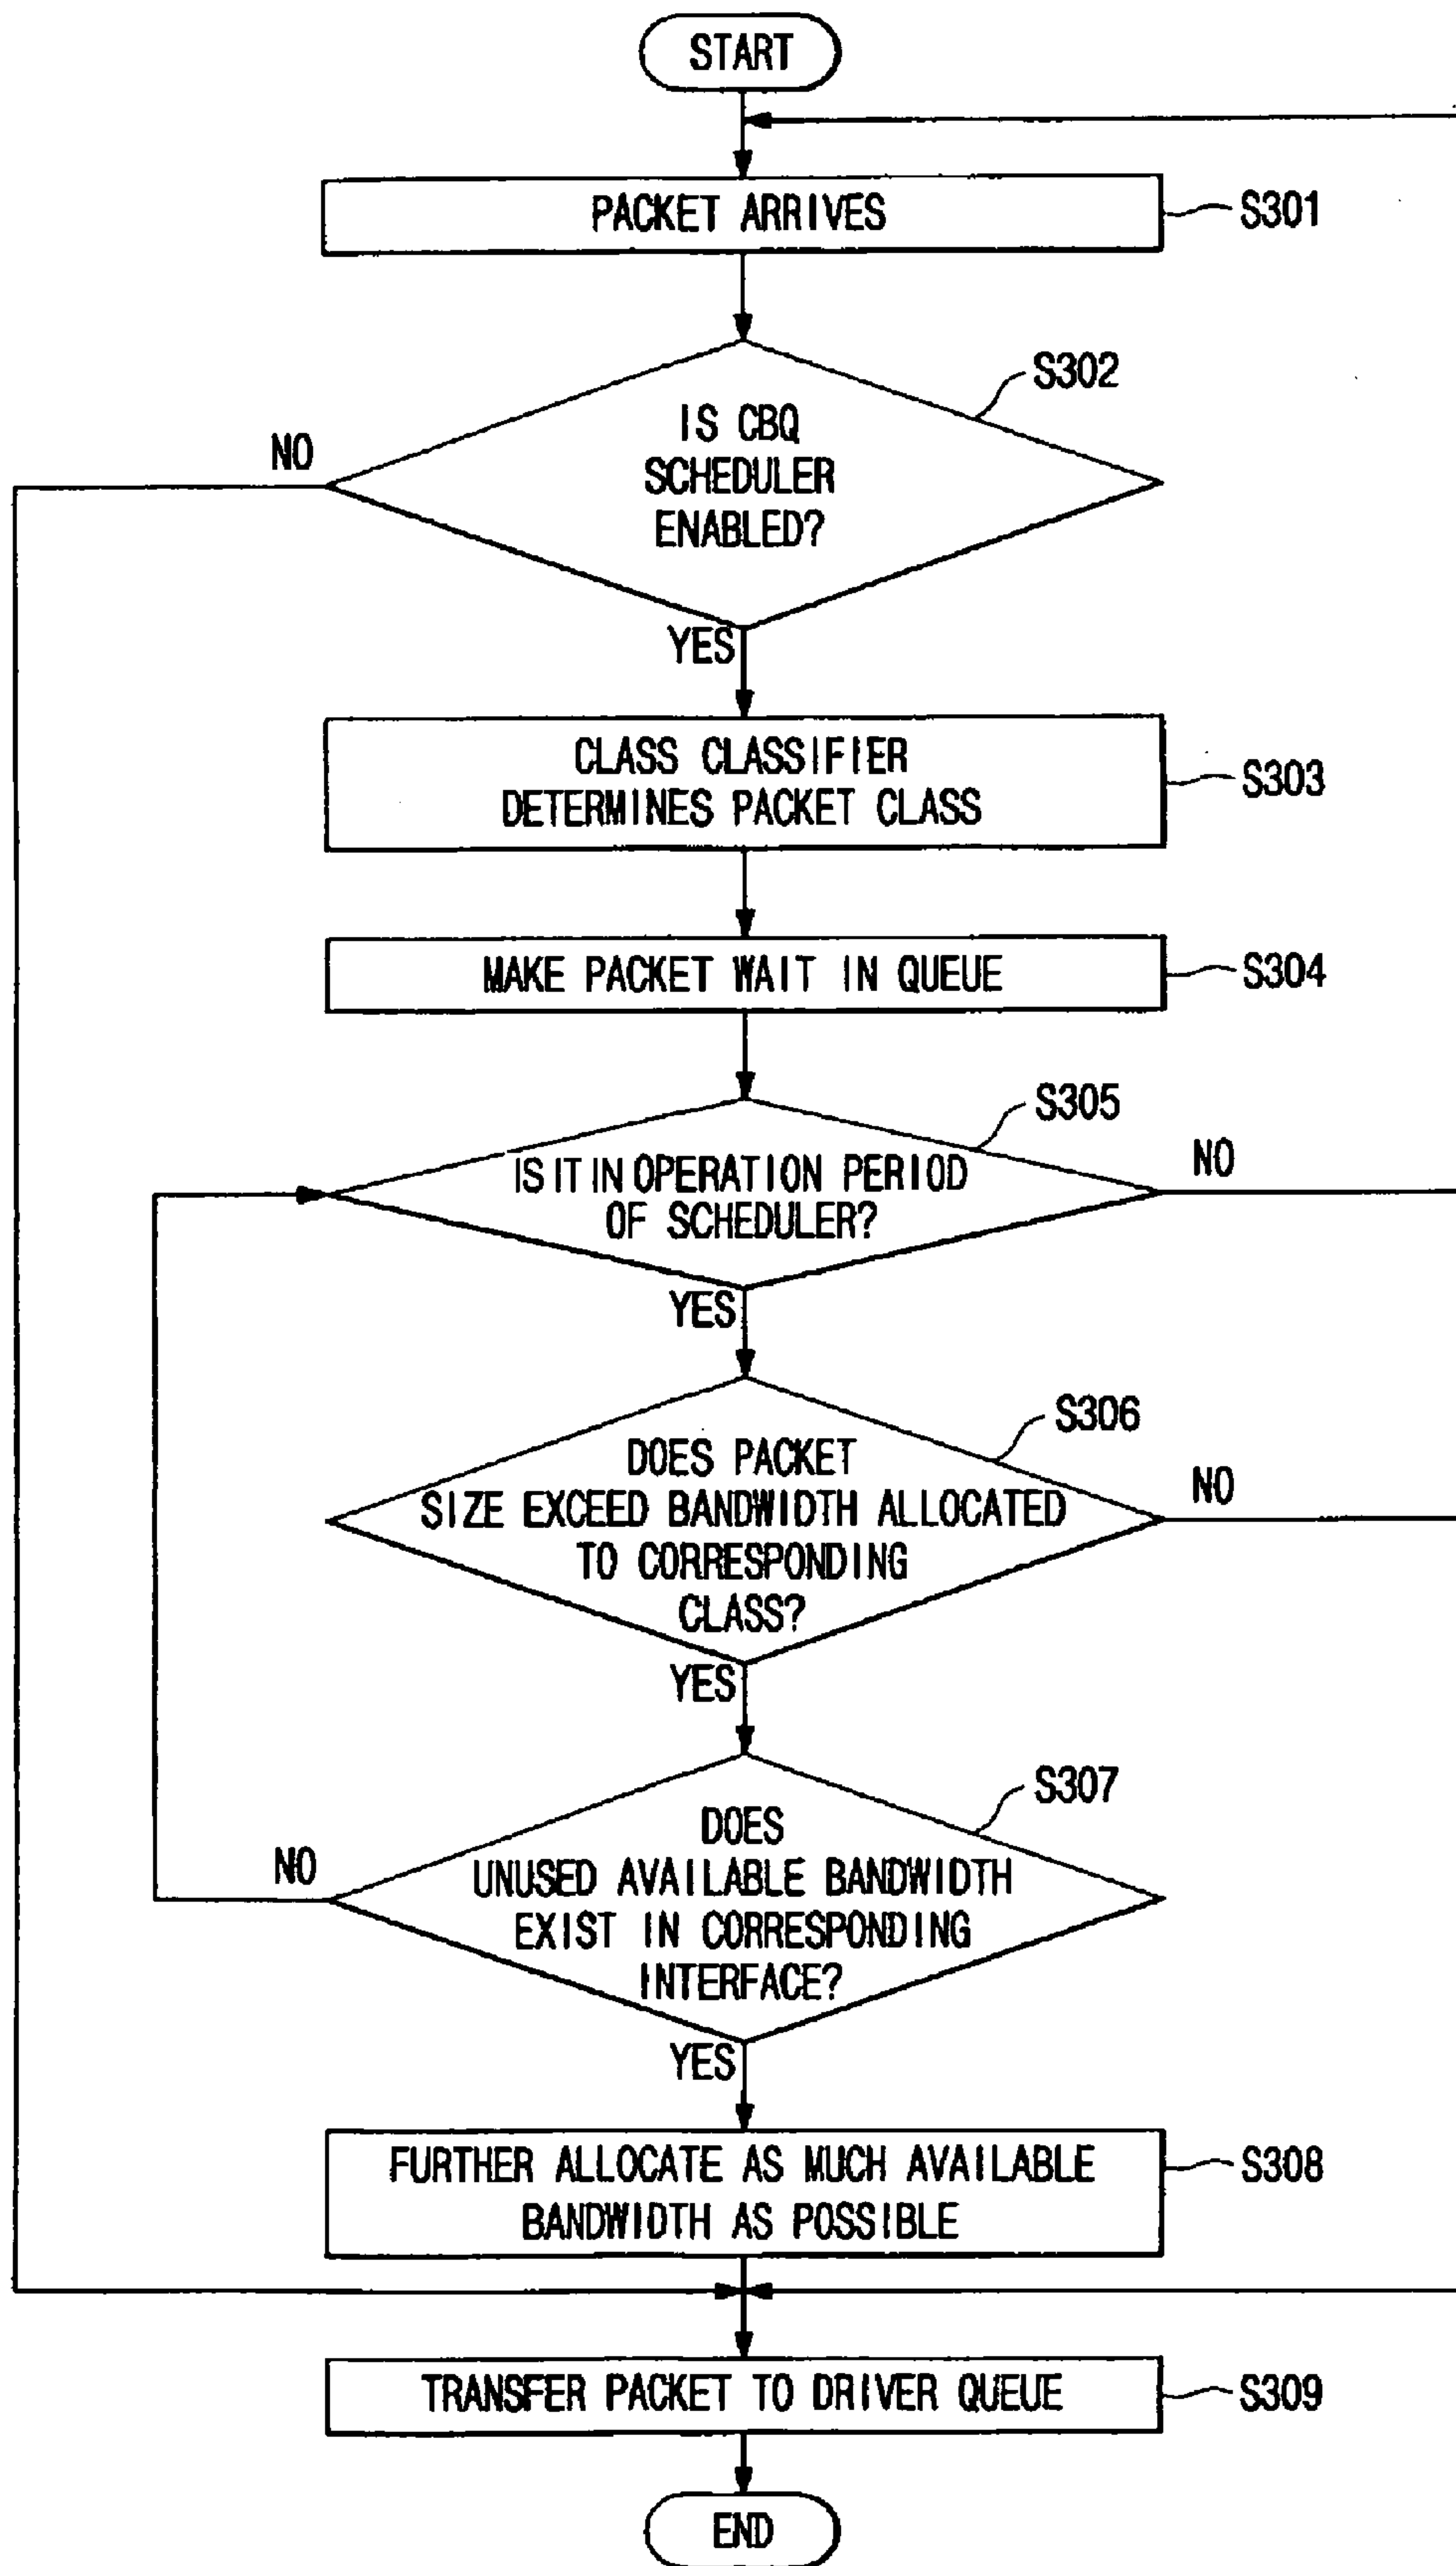 START
PACKET ARRIVES
S301
S302
IS CBQ
SCHEDULER
ENABLED?
NO
YES
CLASS CLASSIFIER
DETERMINES PACKET CLASS
S303
MAKE PACKET WAIT IN QUEUE
S304
S305
IS IT IN OPERATION PERIOD
OF SCHEDULER?
NO
YES
S306
DOES PACKET
SIZE EXCEED BANDWIDTH ALLOCATED
TO CORRESPONDING
CLASS?
NO
YES
S307
DOES
UNUSED AVAILABLE BANDWIDTH
EXIST IN CORRESPONDING
INTERFACE?
NO
YES
FURTHER ALLOCATE AS MUCH AVAILABLE
BANDWIDTH AS POSSIBLE
S308
TRANSFER PACKET TO DRIVER QUEUE
S309
END